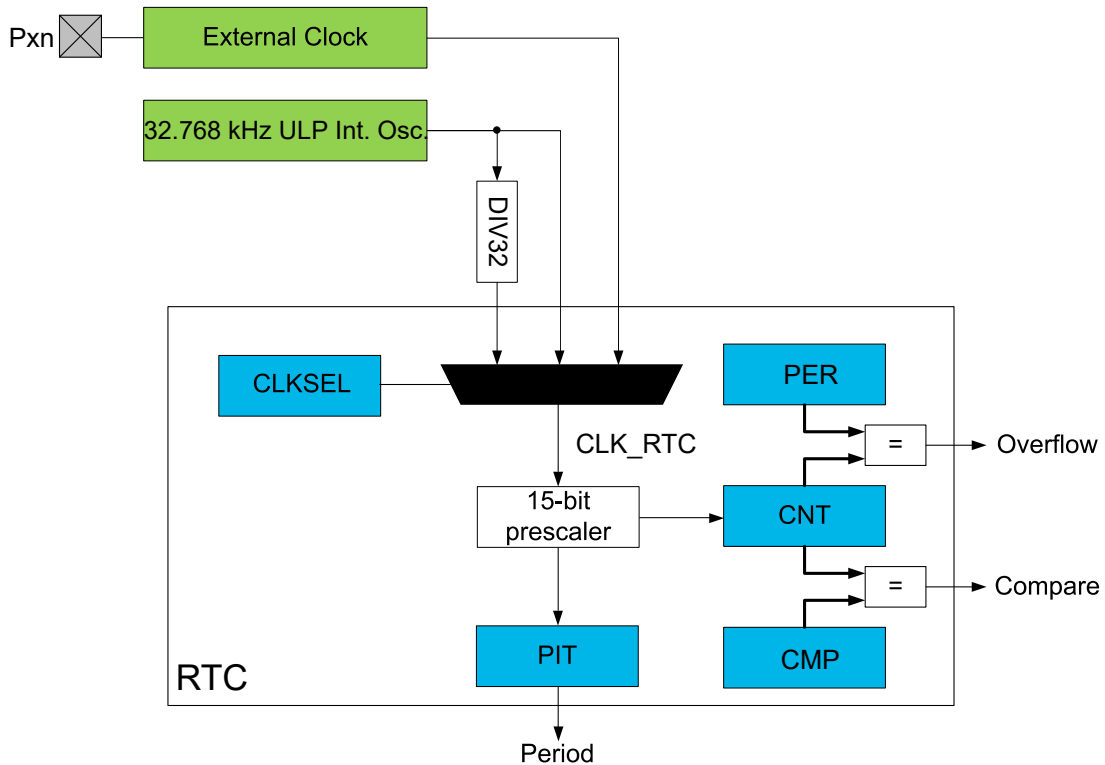 Pxn
External Clock
32.768 kHz ULP Int. Osc.
DIV32
CLKSEL
PER
=
Overflow
CLK_RTC
15-bit
prescaler
CNT
=
Compare
PIT
CMP
RTC
Period